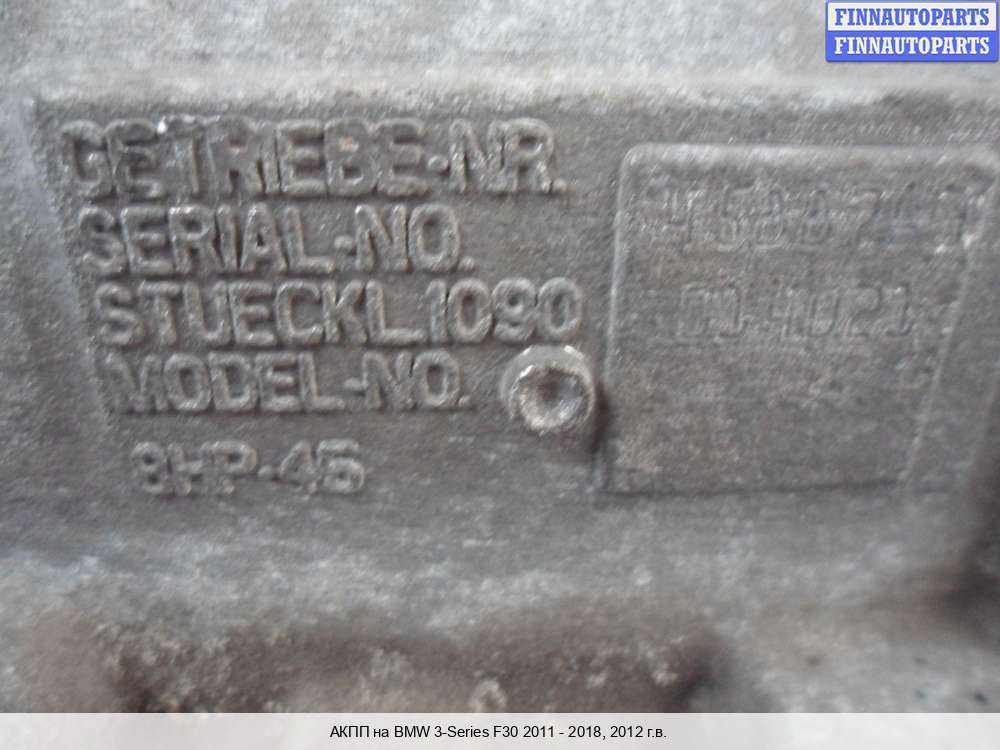 FINNAUTOPARTS
FINNAUTOPARTS
GETRIEBE-NR.
SERIAL-NO.
STUECKL.1090
MODEL-NO.
8HP-45
АКПП на BMW 3-Series F30 2011 - 2018, 2012 г.в.